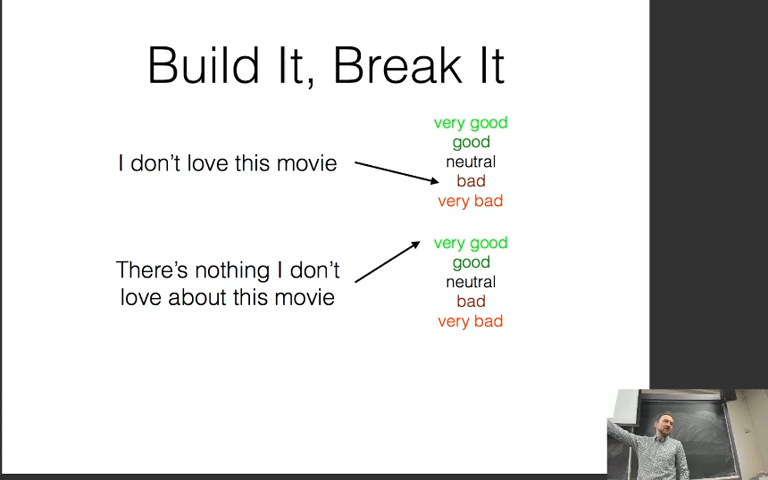 Build It, Break It
I don't love this movie
very good
good
neutral
bad
very bad
There's nothing I don't
love about this movie
very good
good
neutral
bad
very bad